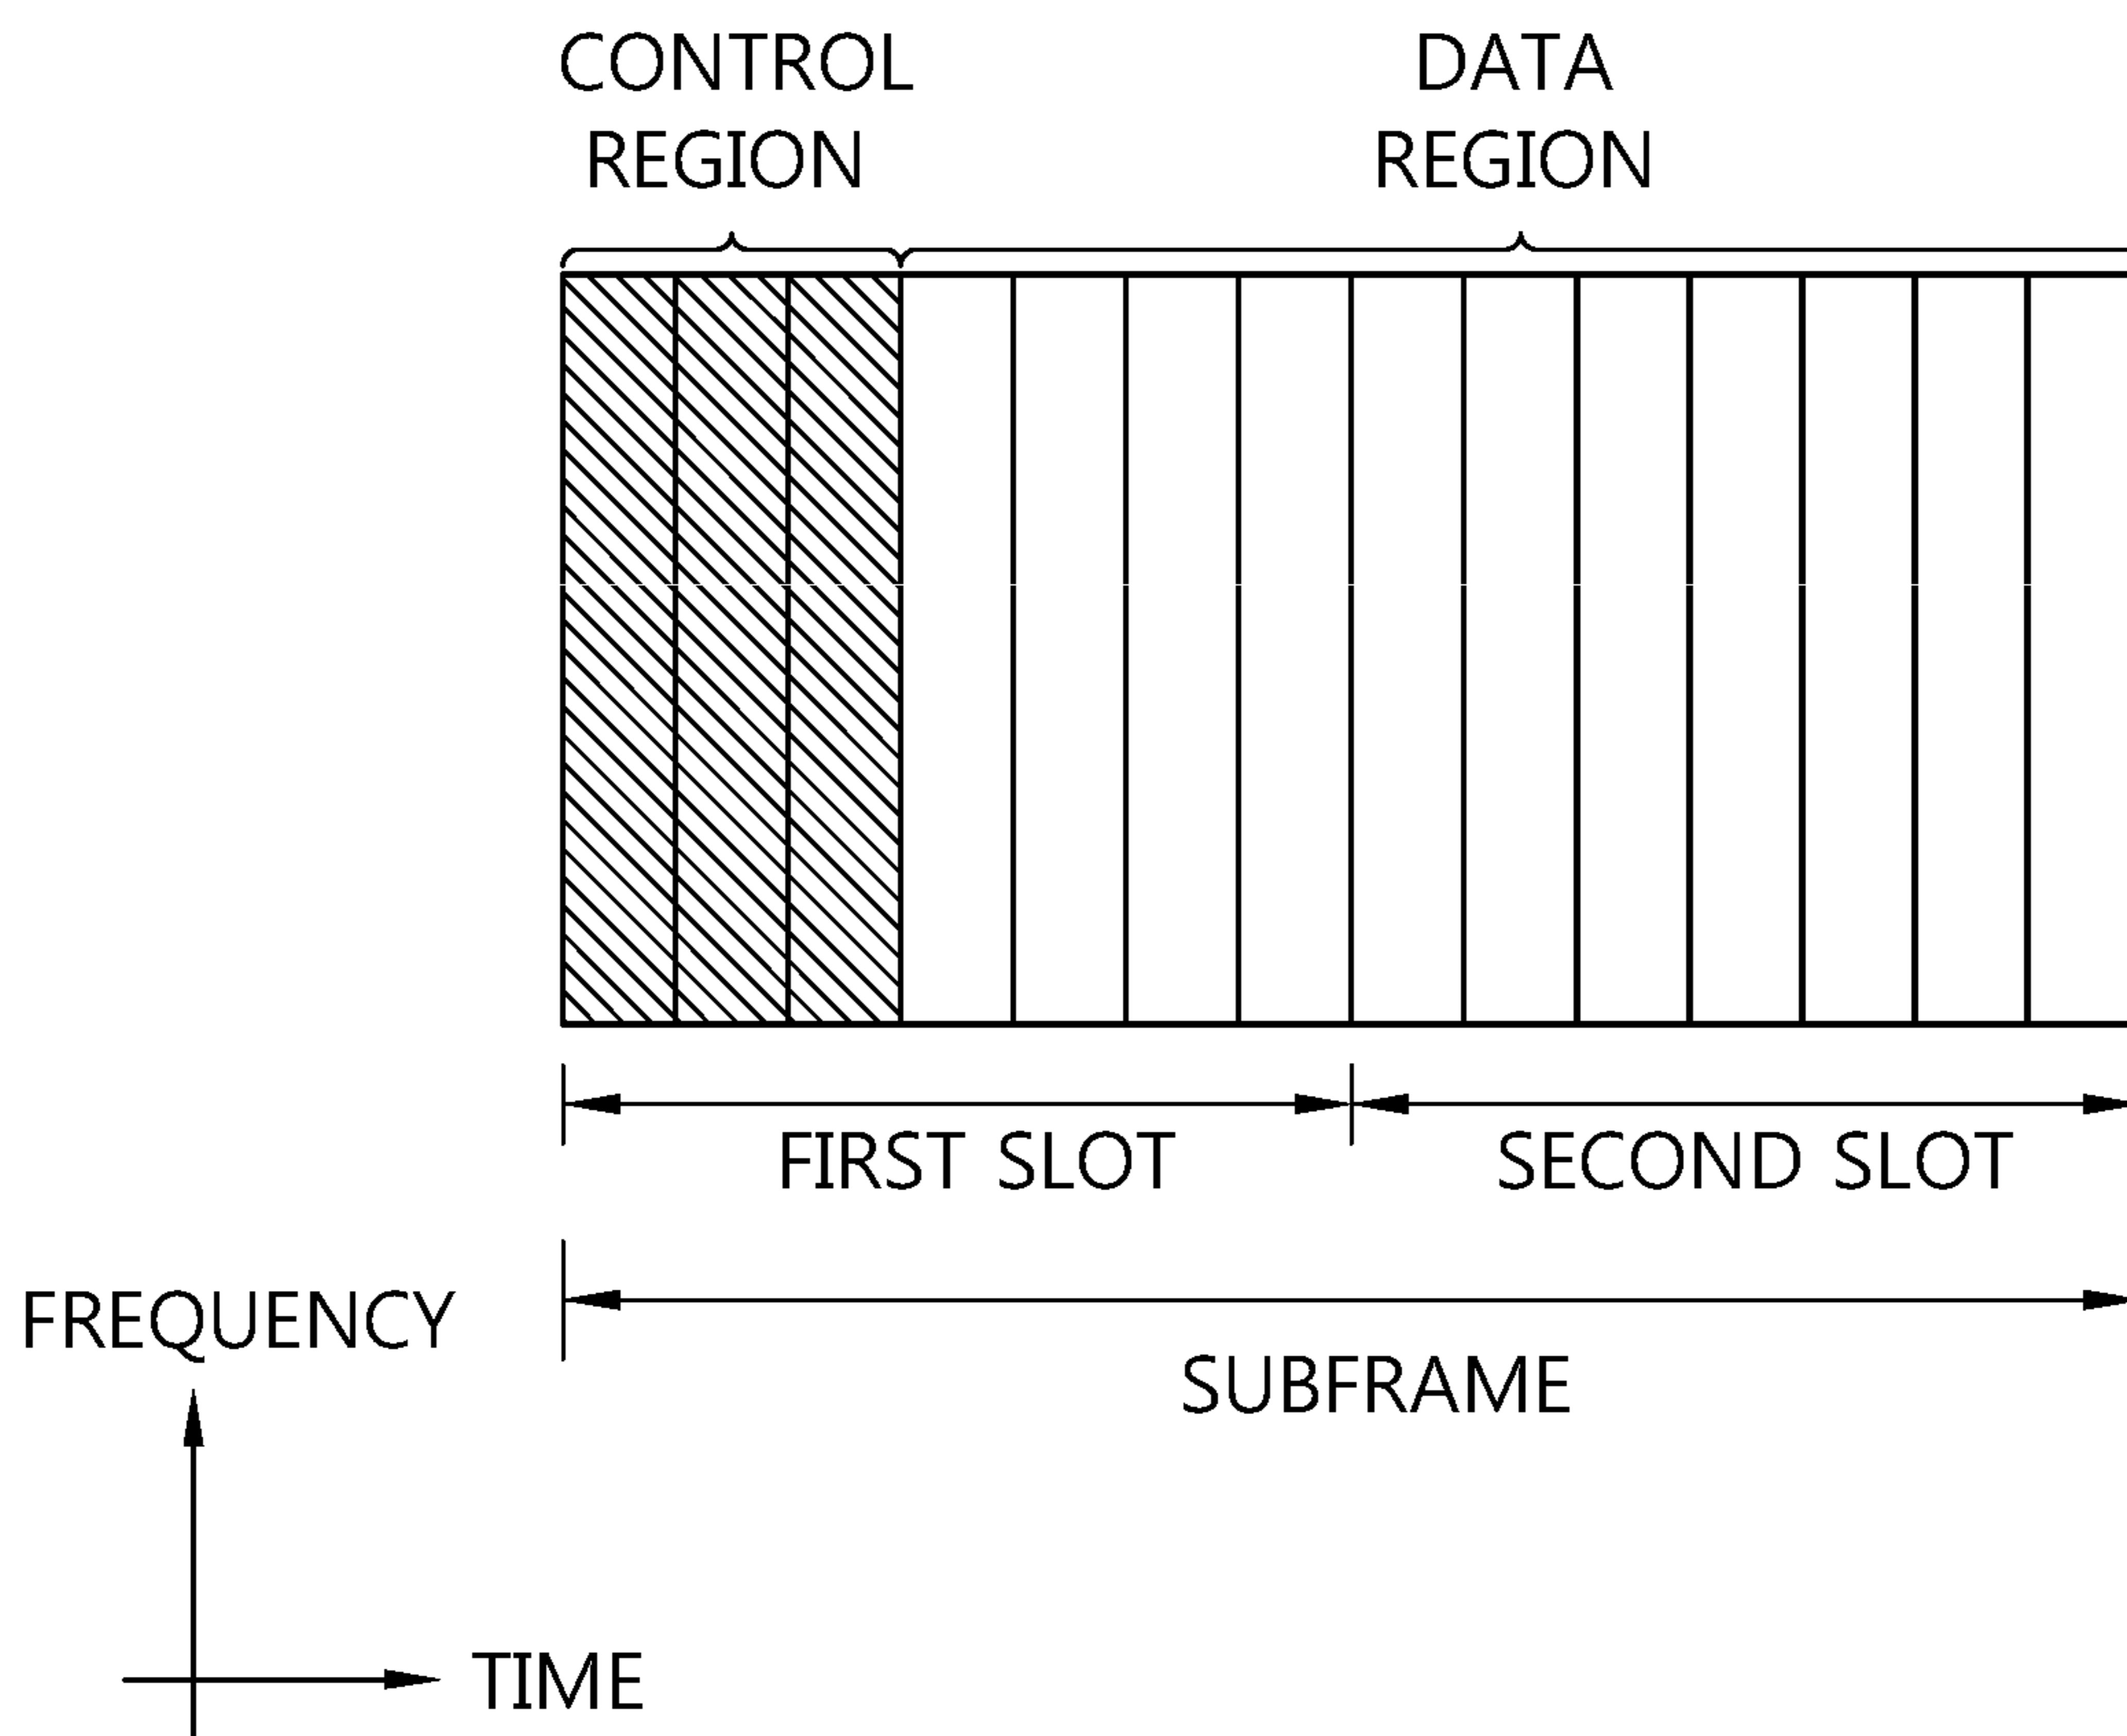 CONTROL
REGION
DATA
REGION
FIRST SLOT
SECOND SLOT
SUBFRAME
FREQUENCY
TIME